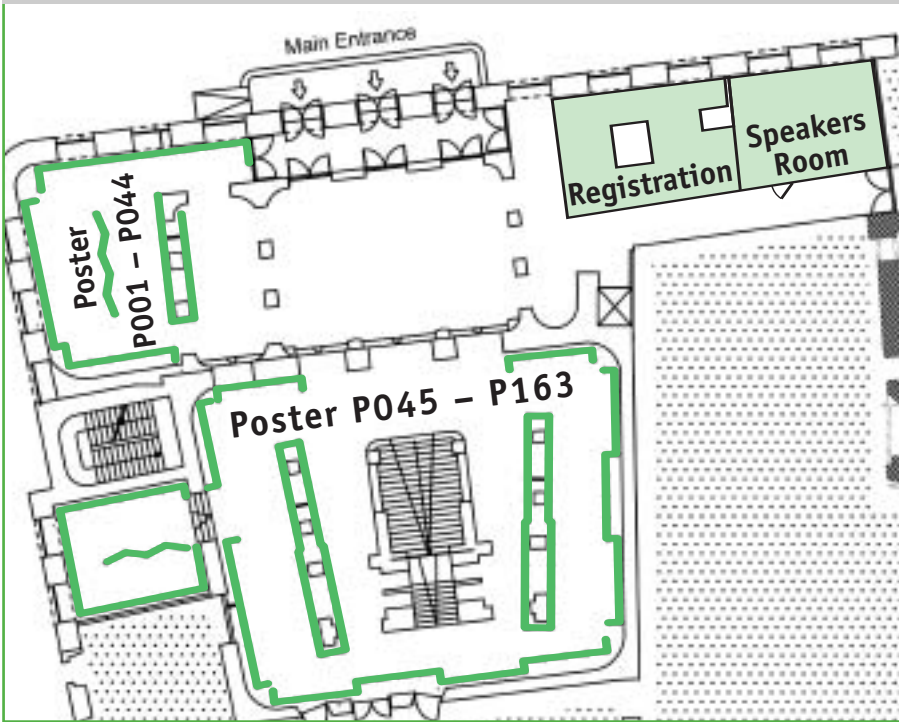 Main Entrance
Registration
Speakers
Room
Poster
P001 – P044
Poster P045 – P163